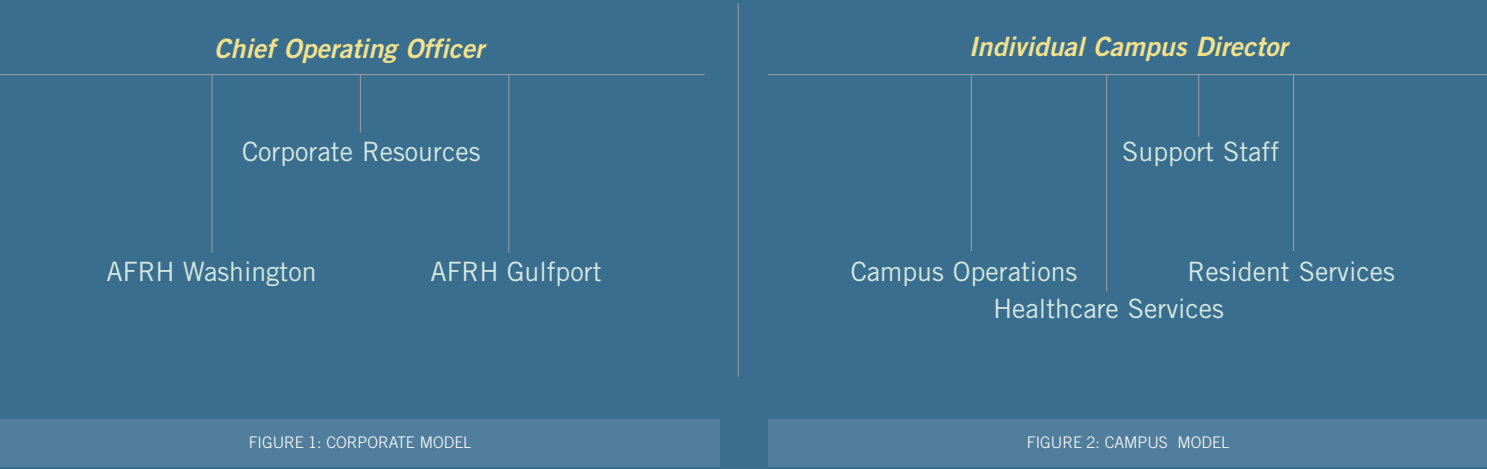 Chief Operating Officer
Corporate Resources
AFRH Washington
AFRH Gulfport
FIGURE 1: CORPORATE MODEL
Individual Campus Director
Support Staff
Campus Operations
Resident Services
Healthcare Services
FIGURE 2: CAMPUS MODEL